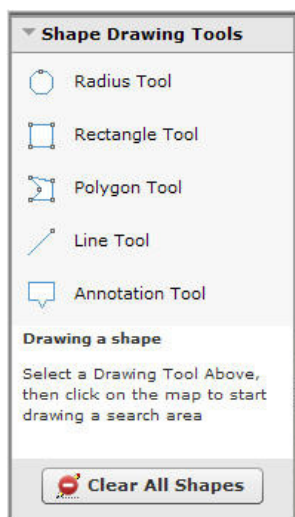 Shape Drawing Tools
Radius Tool
Rectangle Tool
Polygon Tool
Line Tool
Annotation Tool
Drawing a shape
Select a Drawing Tool Above,
then click on the map to start
drawing a search area
Clear All Shapes